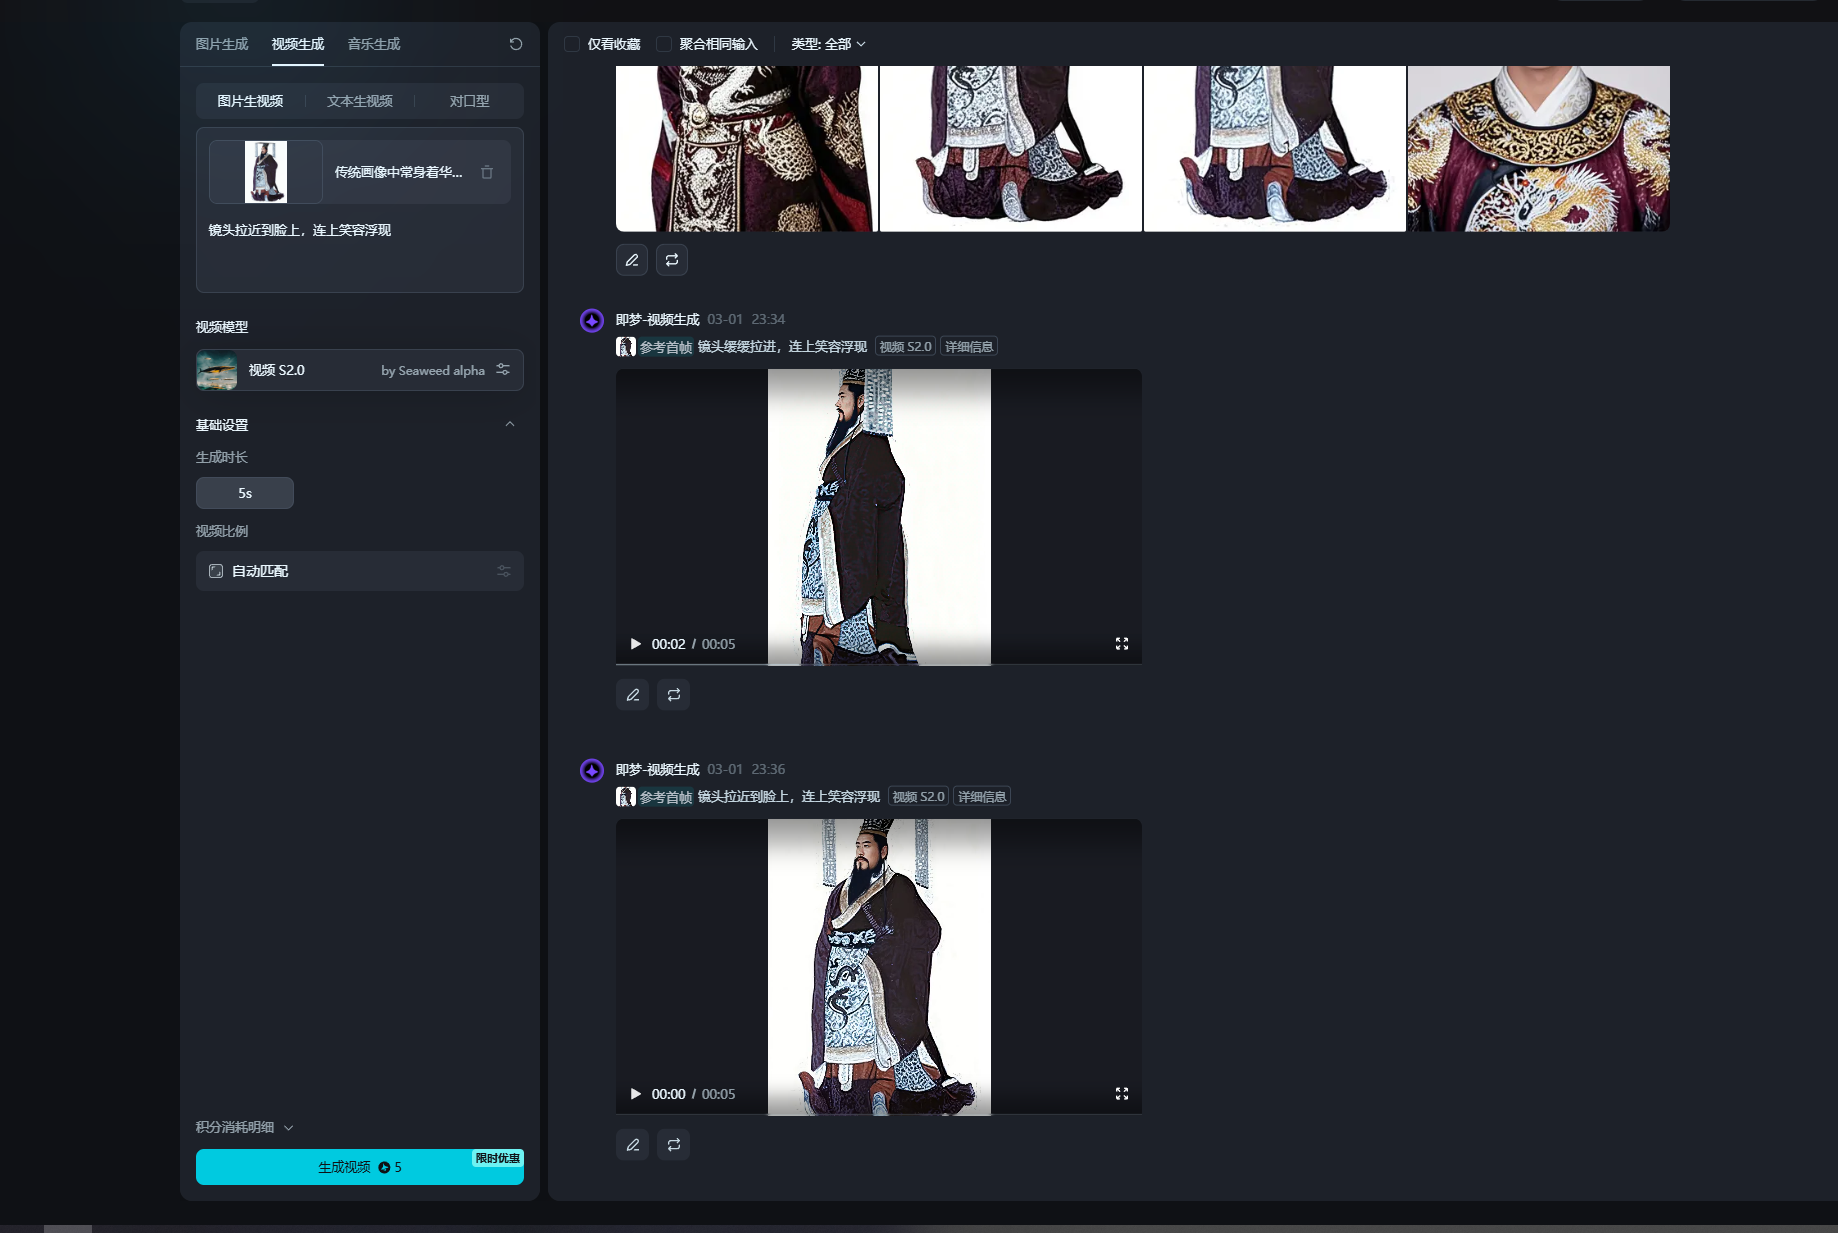 图片生成
视频生成
音乐生成
图片生视频
文本生视频
对口型
传统画像中常身着华...
镜头拉近到脸上，连上笑容浮现
视频模型
视频 S2.0
by Seaweed alpha
基础设置
生成时长
5s
视频比例
自动匹配
积分消耗明细
限时优惠
生成视频 5
仅看收藏
聚合相同输入
类型: 全部
即梦-视频生成 03-01 23:34
参考首帧 镜头缓缓拉进，连上笑容浮现 视频 S2.0 详细信息
00:02 / 00:05
即梦-视频生成 03-01 23:36
参考首帧 镜头拉近到脸上，连上笑容浮现 视频 S2.0 详细信息
00:00 / 00:05